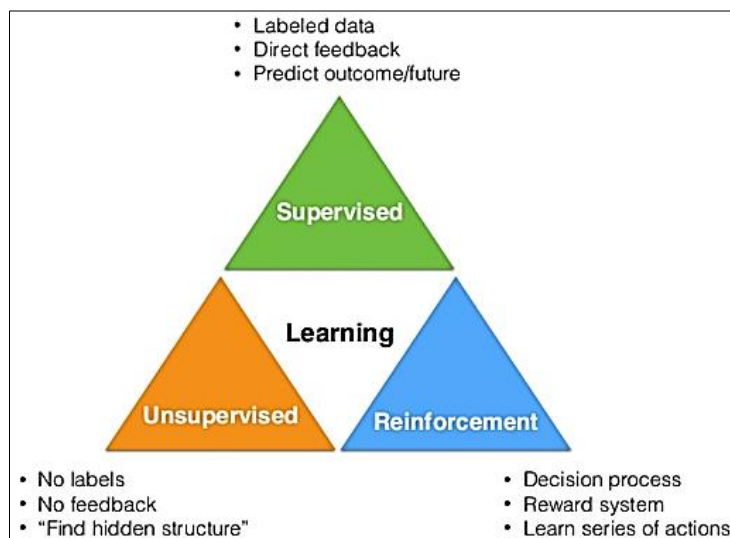 • Labeled data
• Direct feedback
• Predict outcome/future
Supervised
Learning
Unsupervised
Reinforcement
• No labels
• No feedback
• “Find hidden structure”
• Decision process
• Reward system
• Learn series of actions